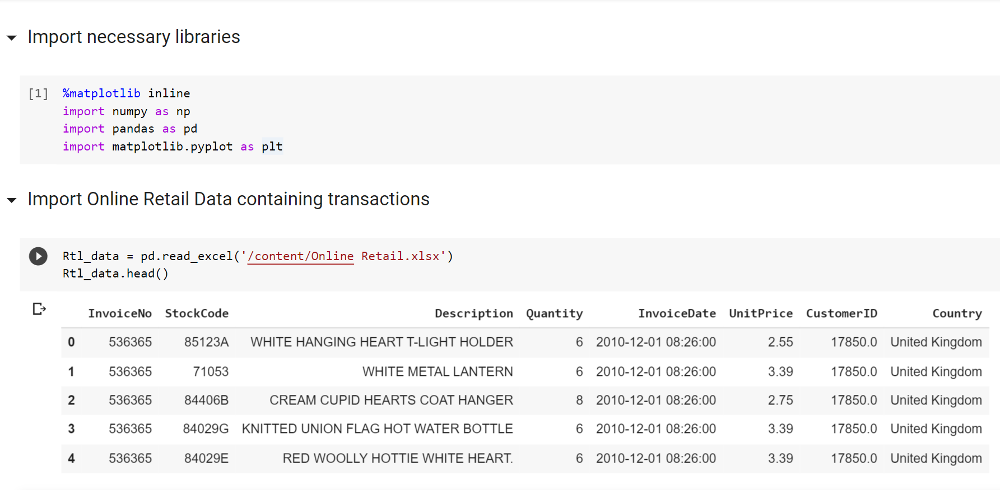 Import necessary libraries
[1] %matplotlib inline
import numpy as np
import pandas as pd
import matplotlib.pyplot as plt
Import Online Retail Data containing transactions
Rtl_data = pd.read_excel('/content/Online Retail.xlsx')
Rtl_data.head()
InvoiceNo StockCode Description Quantity InvoiceDate UnitPrice CustomerID Country
0 536365 85123A WHITE HANGING HEART T-LIGHT HOLDER 6 2010-12-01 08:26:00 2.55 17850.0 United Kingdom
1 536365 71053 WHITE METAL LANTERN 6 2010-12-01 08:26:00 3.39 17850.0 United Kingdom
2 536365 84406B CREAM CUPID HEARTS COAT HANGER 8 2010-12-01 08:26:00 2.75 17850.0 United Kingdom
3 536365 84029G KNITTED UNION FLAG HOT WATER BOTTLE 6 2010-12-01 08:26:00 3.39 17850.0 United Kingdom
4 536365 84029E RED WOOLLY HOTTIE WHITE HEART. 6 2010-12-01 08:26:00 3.39 17850.0 United Kingdom